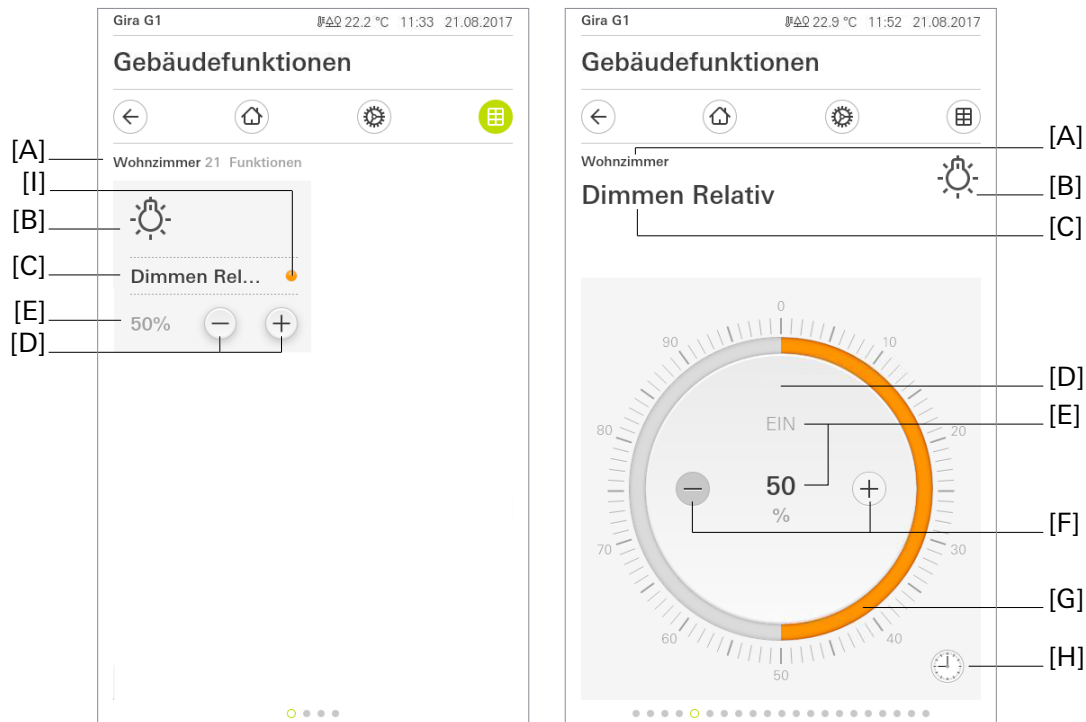 Gira G1 22.2 °C 11:33 21.08.2017
Gebäudefunktionen
[A]
Wohnzimmer 21 Funktionen
[I]
[B]
[C]
Dimmen Rel...
[E]
50%
[D]
Gira G1 22.9 °C 11:52 21.08.2017
Gebäudefunktionen
[A]
Wohnzimmer
[B]
Dimmen Relativ
[C]
0
90
10
[D]
EIN
[E]
80
20
50
%
[F]
70
30
[G]
60
40
50
[H]